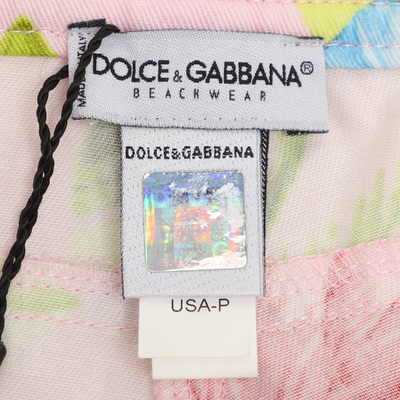 MADE IN ITALY
DOLCE & GABBANA®
BEACHWEAR
DOLCE&GABBANA
USA-P